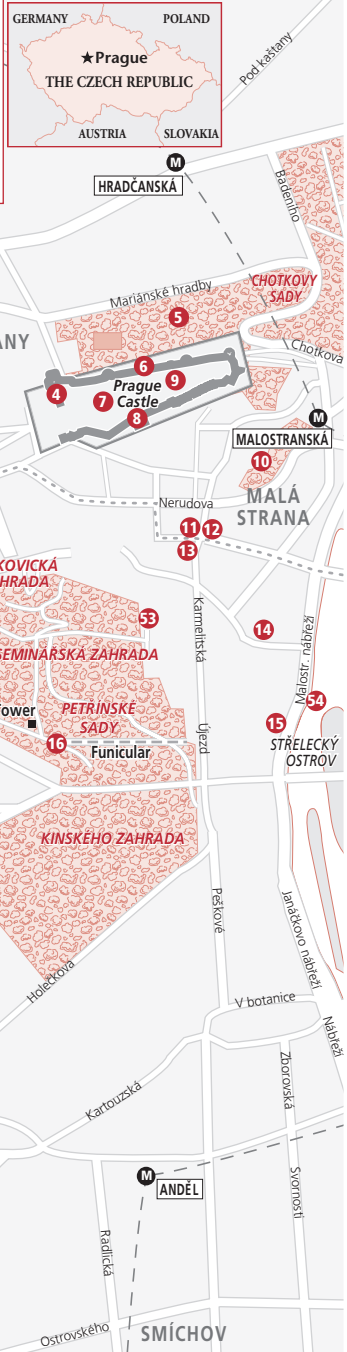 GERMANY
POLAND
★Prague
THE CZECH REPUBLIC
AUSTRIA
SLOVAKIA
Pod kaštany
M
HRADČANSKÁ
Badeniho
Mariánské hradby
CHOTKOVY
SADY
5
ANY
Chotkova
6
9
4
Prague
Castle
7
8
M
MALOSTRANSKÁ
10
MALÁ
STRANA
Nerudova
11
12
13
KOVICKÁ
HRADA
Karmelitská
53
14
Malostr. nábřeží
SEMINÁŘSKÁ ZAHRADA
54
ower
PETŘÍNSKÉ
SADY
15
16
Funicular
Újezd
STŘELECKÝ
OSTROV
KINSKÉHO ZAHRADA
Peškové
Janáčkovo nábřeží
Holečková
V botanice
Nábřeží
Kartouzská
Zborovská
M
ANDĚL
Svornosti
Radlická
Ostrovského
SMÍCHOV